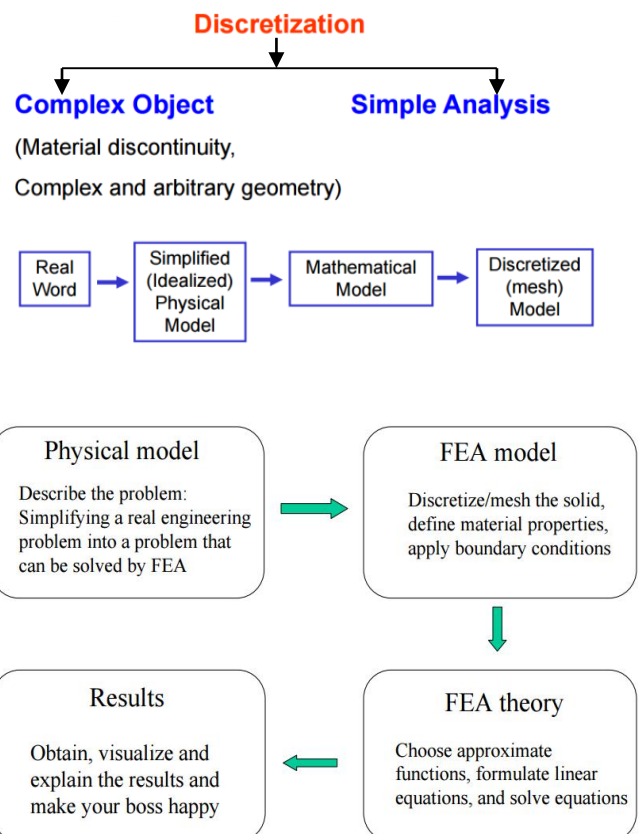 Discretization
Complex Object
Simple Analysis
(Material discontinuity,
Complex and arbitrary geometry)
Real
Word
Simplified
(Idealized)
Physical
Model
Mathematical
Model
Discretized
(mesh)
Model
Physical model
Describe the problem:
Simplifying a real engineering
problem into a problem that
can be solved by FEA
FEA model
Discretize/mesh the solid,
define material properties,
apply boundary conditions
Results
Obtain, visualize and
explain the results and
make your boss happy
FEA theory
Choose approximate
functions, formulate linear
equations, and solve equations